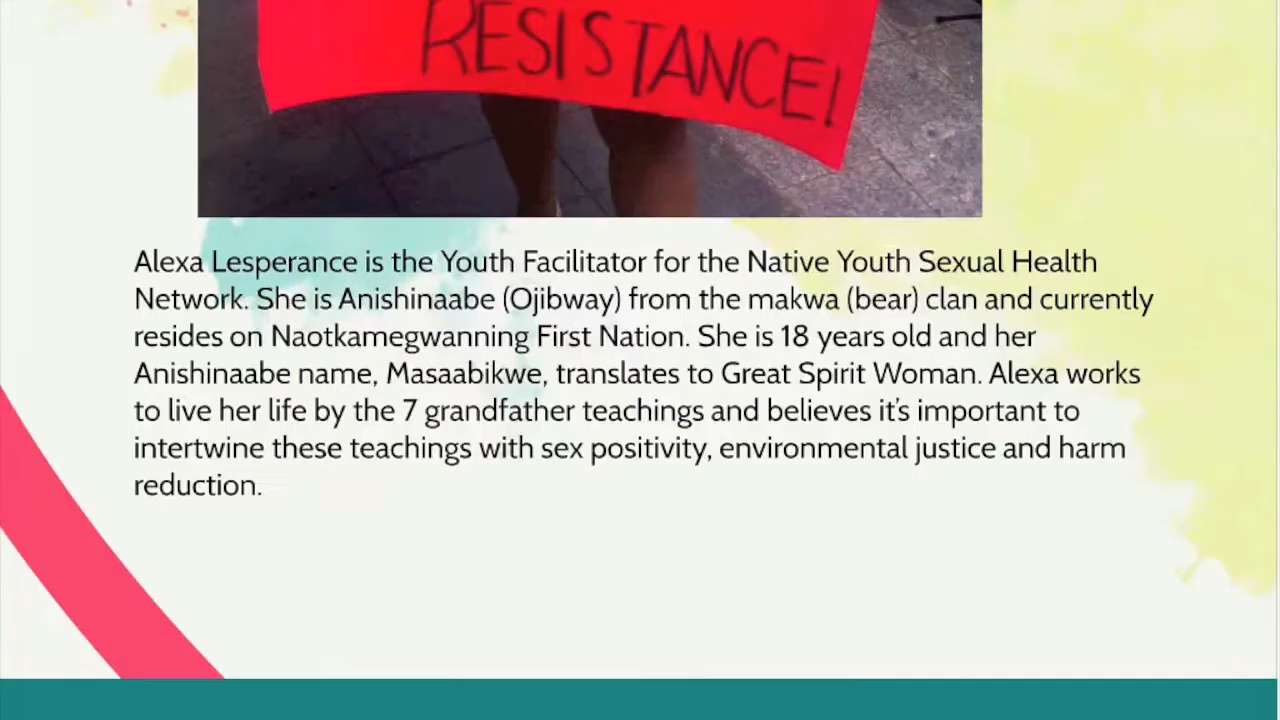 RESISTANCE!
Alexa Lesperance is the Youth Facilitator for the Native Youth Sexual Health
Network. She is Anishinaabe (Ojibway) from the makwa (bear) clan and currently
resides on Naotkamegwanning First Nation. She is 18 years old and her
Anishinaabe name, Masaabikwe, translates to Great Spirit Woman. Alexa works
to live her life by the 7 grandfather teachings and believes it's important to
intertwine these teachings with sex positivity, environmental justice and harm
reduction.